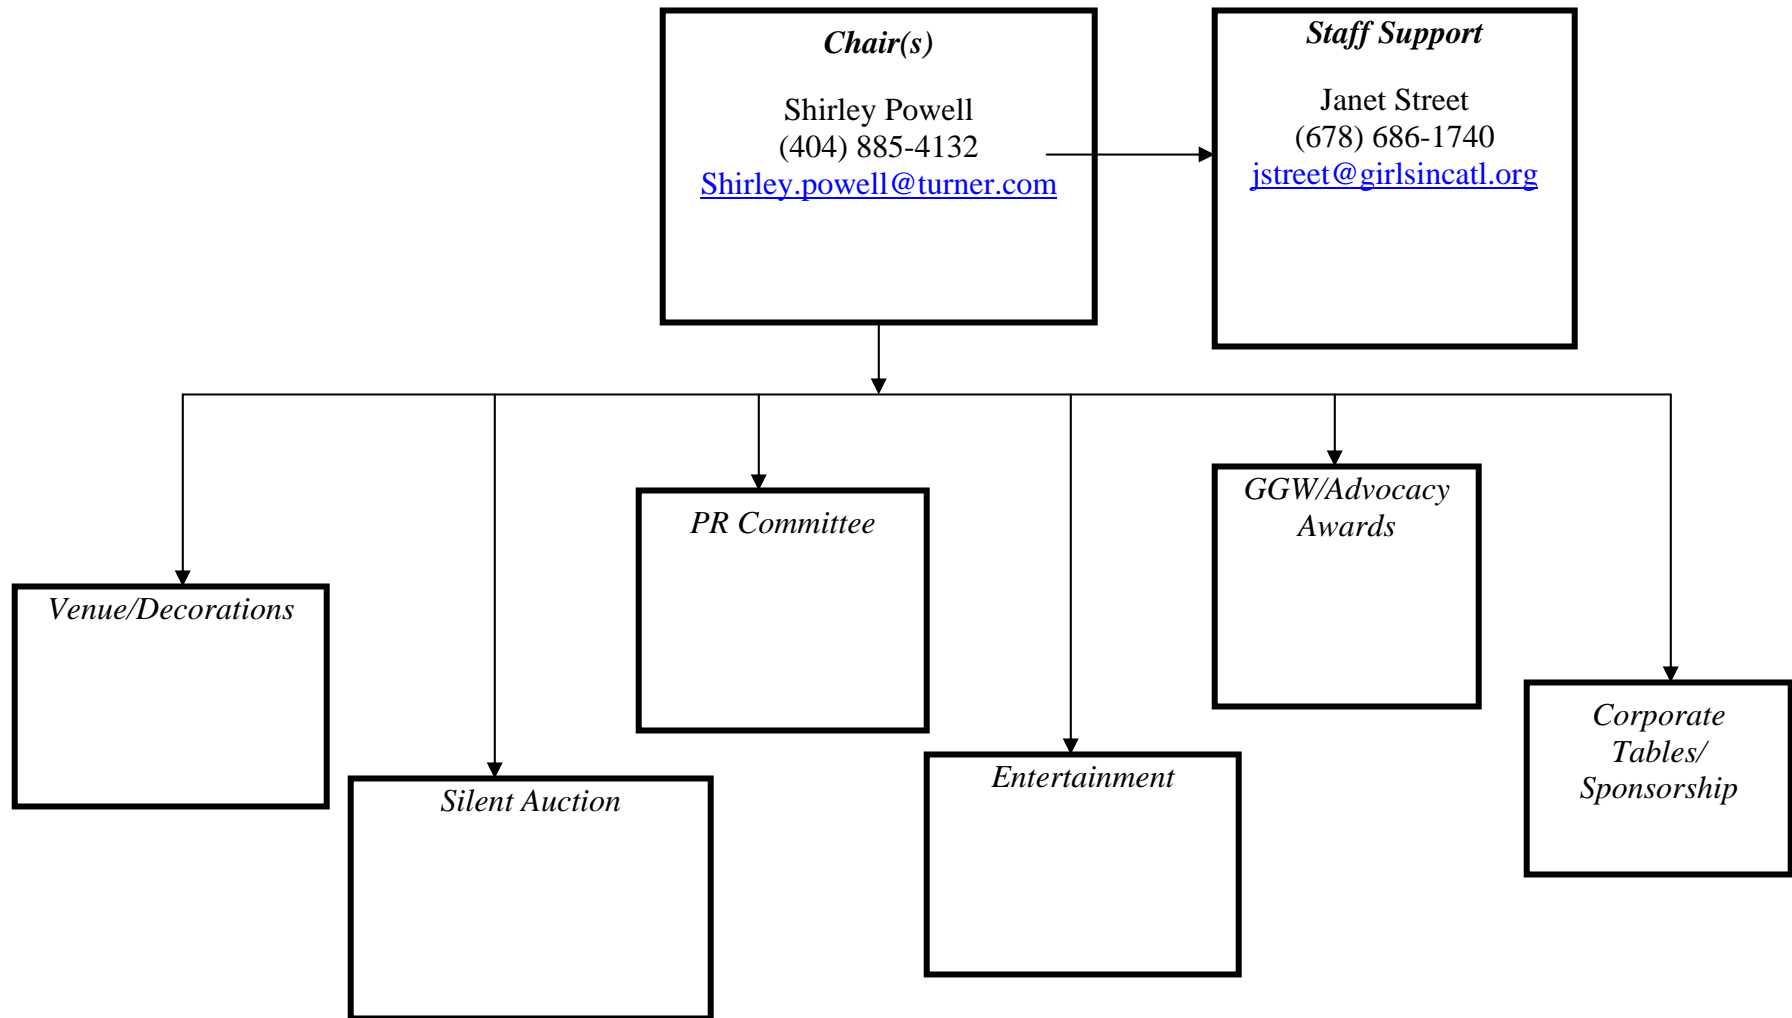 Chair(s)
Shirley Powell
(404) 885-4132
Shirley.powell@turner.com
Staff Support
Janet Street
(678) 686-1740
jstreet@girlsincatl.org
Venue/Decorations
Silent Auction
PR Committee
Entertainment
GGW/Advocacy
Awards
Corporate
Tables/
Sponsorship